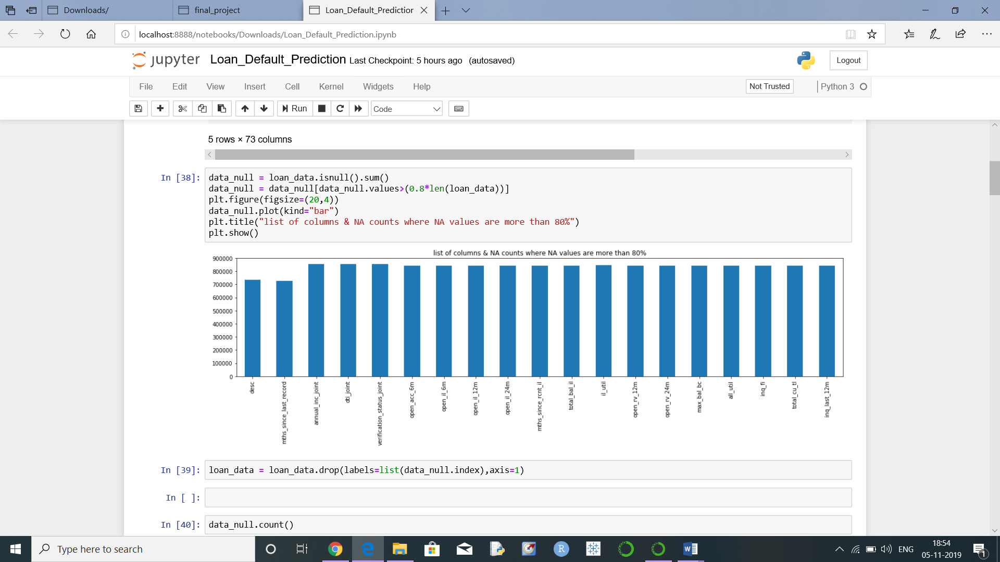 Downloads/
final_project
Loan_Default_Predictior
localhost:8888/notebooks/Downloads/Loan_Default_Prediction.ipynb
jupyter Loan_Default_Prediction Last Checkpoint: 5 hours ago (autosaved)
Logout
File Edit View Insert Cell Kernel Widgets Help
Not Trusted
Python 3
Run
Code
5 rows × 73 columns
In [38]:
data_null = loan_data.isnull().sum()
data_null = data_null[data_null.values>(0.8*len(loan_data))]
plt.figure(figsize=(20,4))
data_null.plot(kind="bar")
plt.title("list of columns & NA counts where NA values are more than 80%")
plt.show()
list of columns & NA counts where NA values are more than 80%
900000
800000
700000
600000
500000
400000
300000
200000
100000
0
desc
mths_since_last_record
annual_inc_joint
dti_joint
verification_status_joint
open_acc_6m
open_il_6m
open_il_12m
open_il_24m
mths_since_rcnt_il
total_bal_il
il_util
open_rv_12m
open_rv_24m
max_bal_bc
all_util
inq_fi
total_cu_tl
inq_last_12m
In [39]:
loan_data = loan_data.drop(labels=list(data_null.index),axis=1)
In [ ]:
In [40]:
data_null.count()
Type here to search
R
W
ENG
18:54
05-11-2019
1